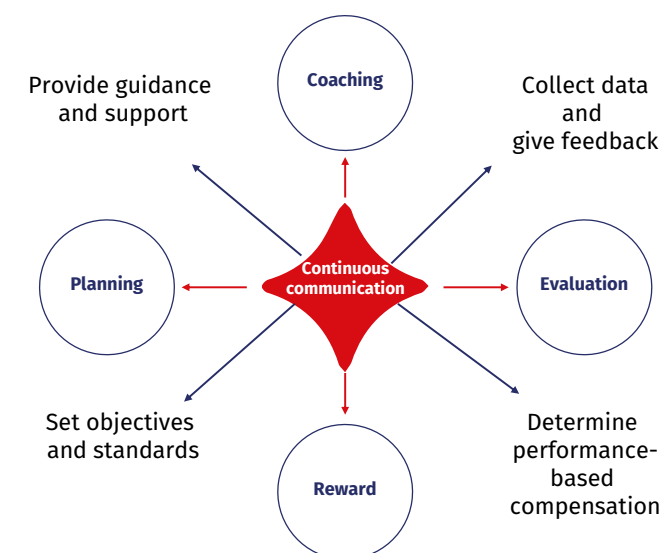 Coaching
Provide guidance
and support
Collect data
and
give feedback
Planning
Continuous
communication
Evaluation
Set objectives
and standards
Determine
performance-
based
compensation
Reward